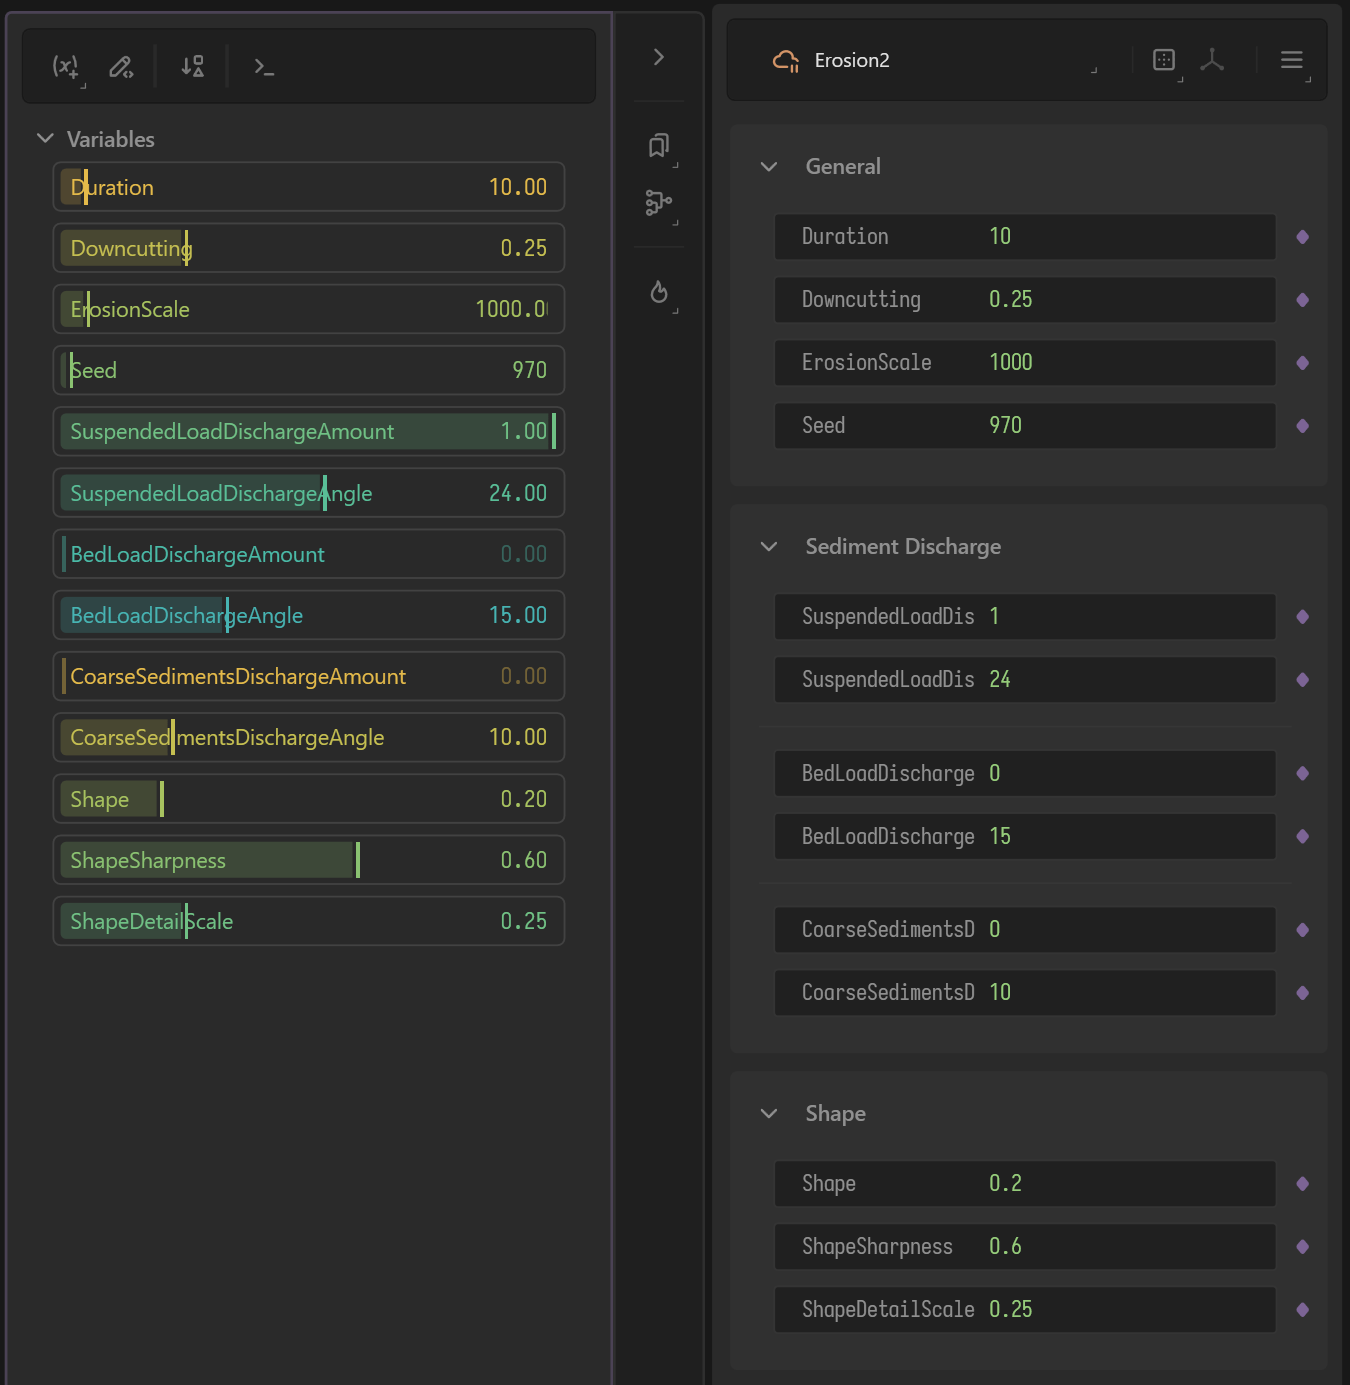 Variables
Duration 10.00
Downcutting 0.25
ErosionScale 1000.0
Seed 970
SuspendedLoadDischargeAmount 1.00
SuspendedLoadDischargeAngle 24.00
BedLoadDischargeAmount 0.00
BedLoadDischargeAngle 15.00
CoarseSedimentsDischargeAmount 0.00
CoarseSedimentsDischargeAngle 10.00
Shape 0.20
ShapeSharpness 0.60
ShapeDetailScale 0.25
Erosion2
General
Duration 10
Downcutting 0.25
ErosionScale 1000
Seed 970
Sediment Discharge
SuspendedLoadDis 1
SuspendedLoadDis 24
BedLoadDischarge 0
BedLoadDischarge 15
CoarseSedimentsD 0
CoarseSedimentsD 10
Shape
Shape 0.2
ShapeSharpness 0.6
ShapeDetailScale 0.25